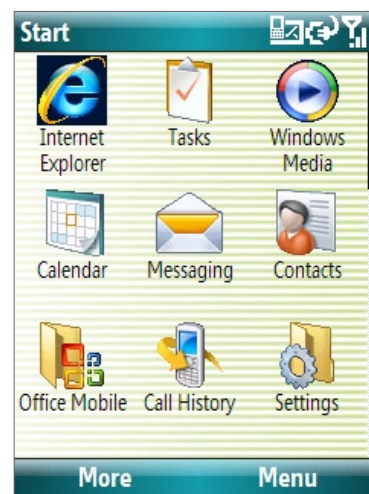 Start
Internet Explorer
Tasks
Windows Media
Calendar
Messaging
Contacts
Office Mobile
Call History
Settings
More
Menu